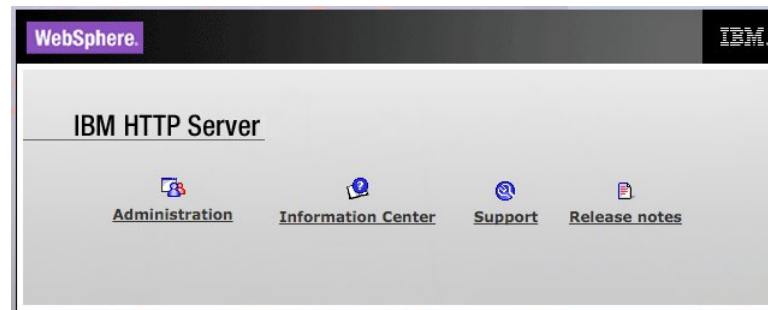 WebSphere.
IBM.
IBM HTTP Server
Administration Information Center Support Release notes